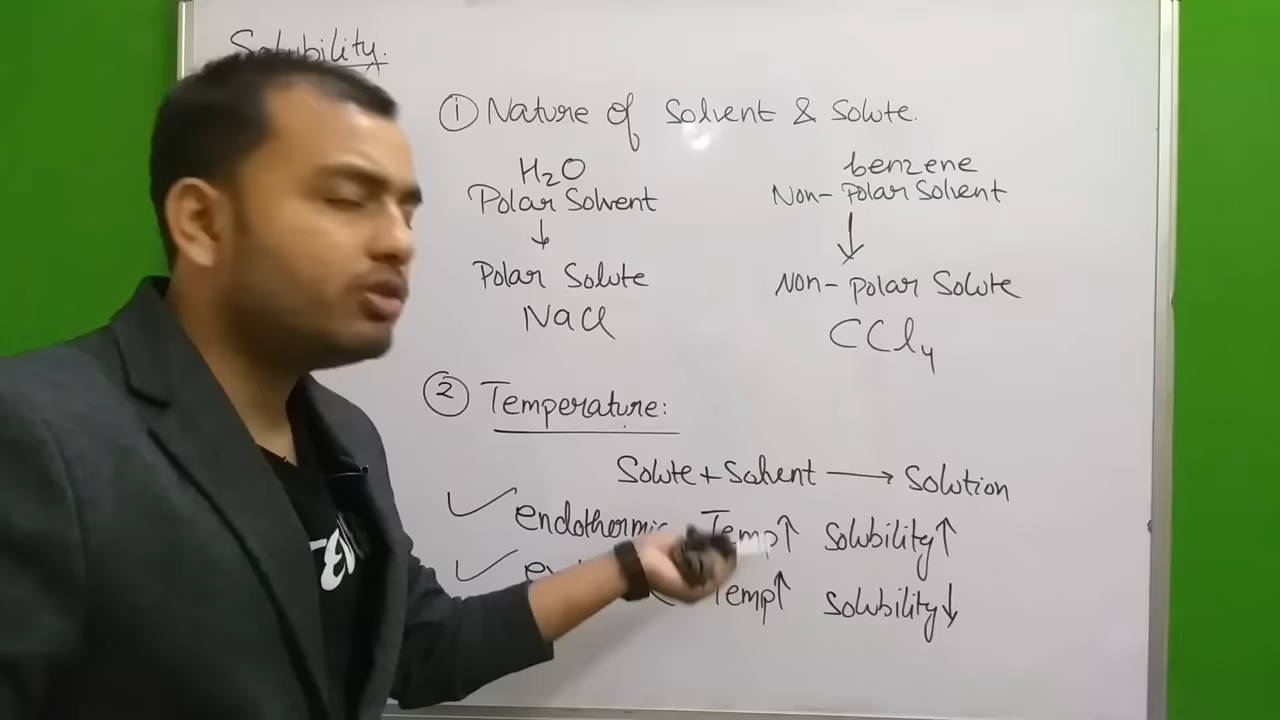 Solubility.
① Nature of Solvent & Solute.
H₂O
Polar Solvent
↓
Polar Solute
NaCl
benzene
Non-Polar Solvent
↓
Non-polar Solute
CCl₄
② Temperature:
Solute + Solvent → Solution
✓ endothermic Temp↑ Solubility↑
✓ Temp↑ Solubility↓